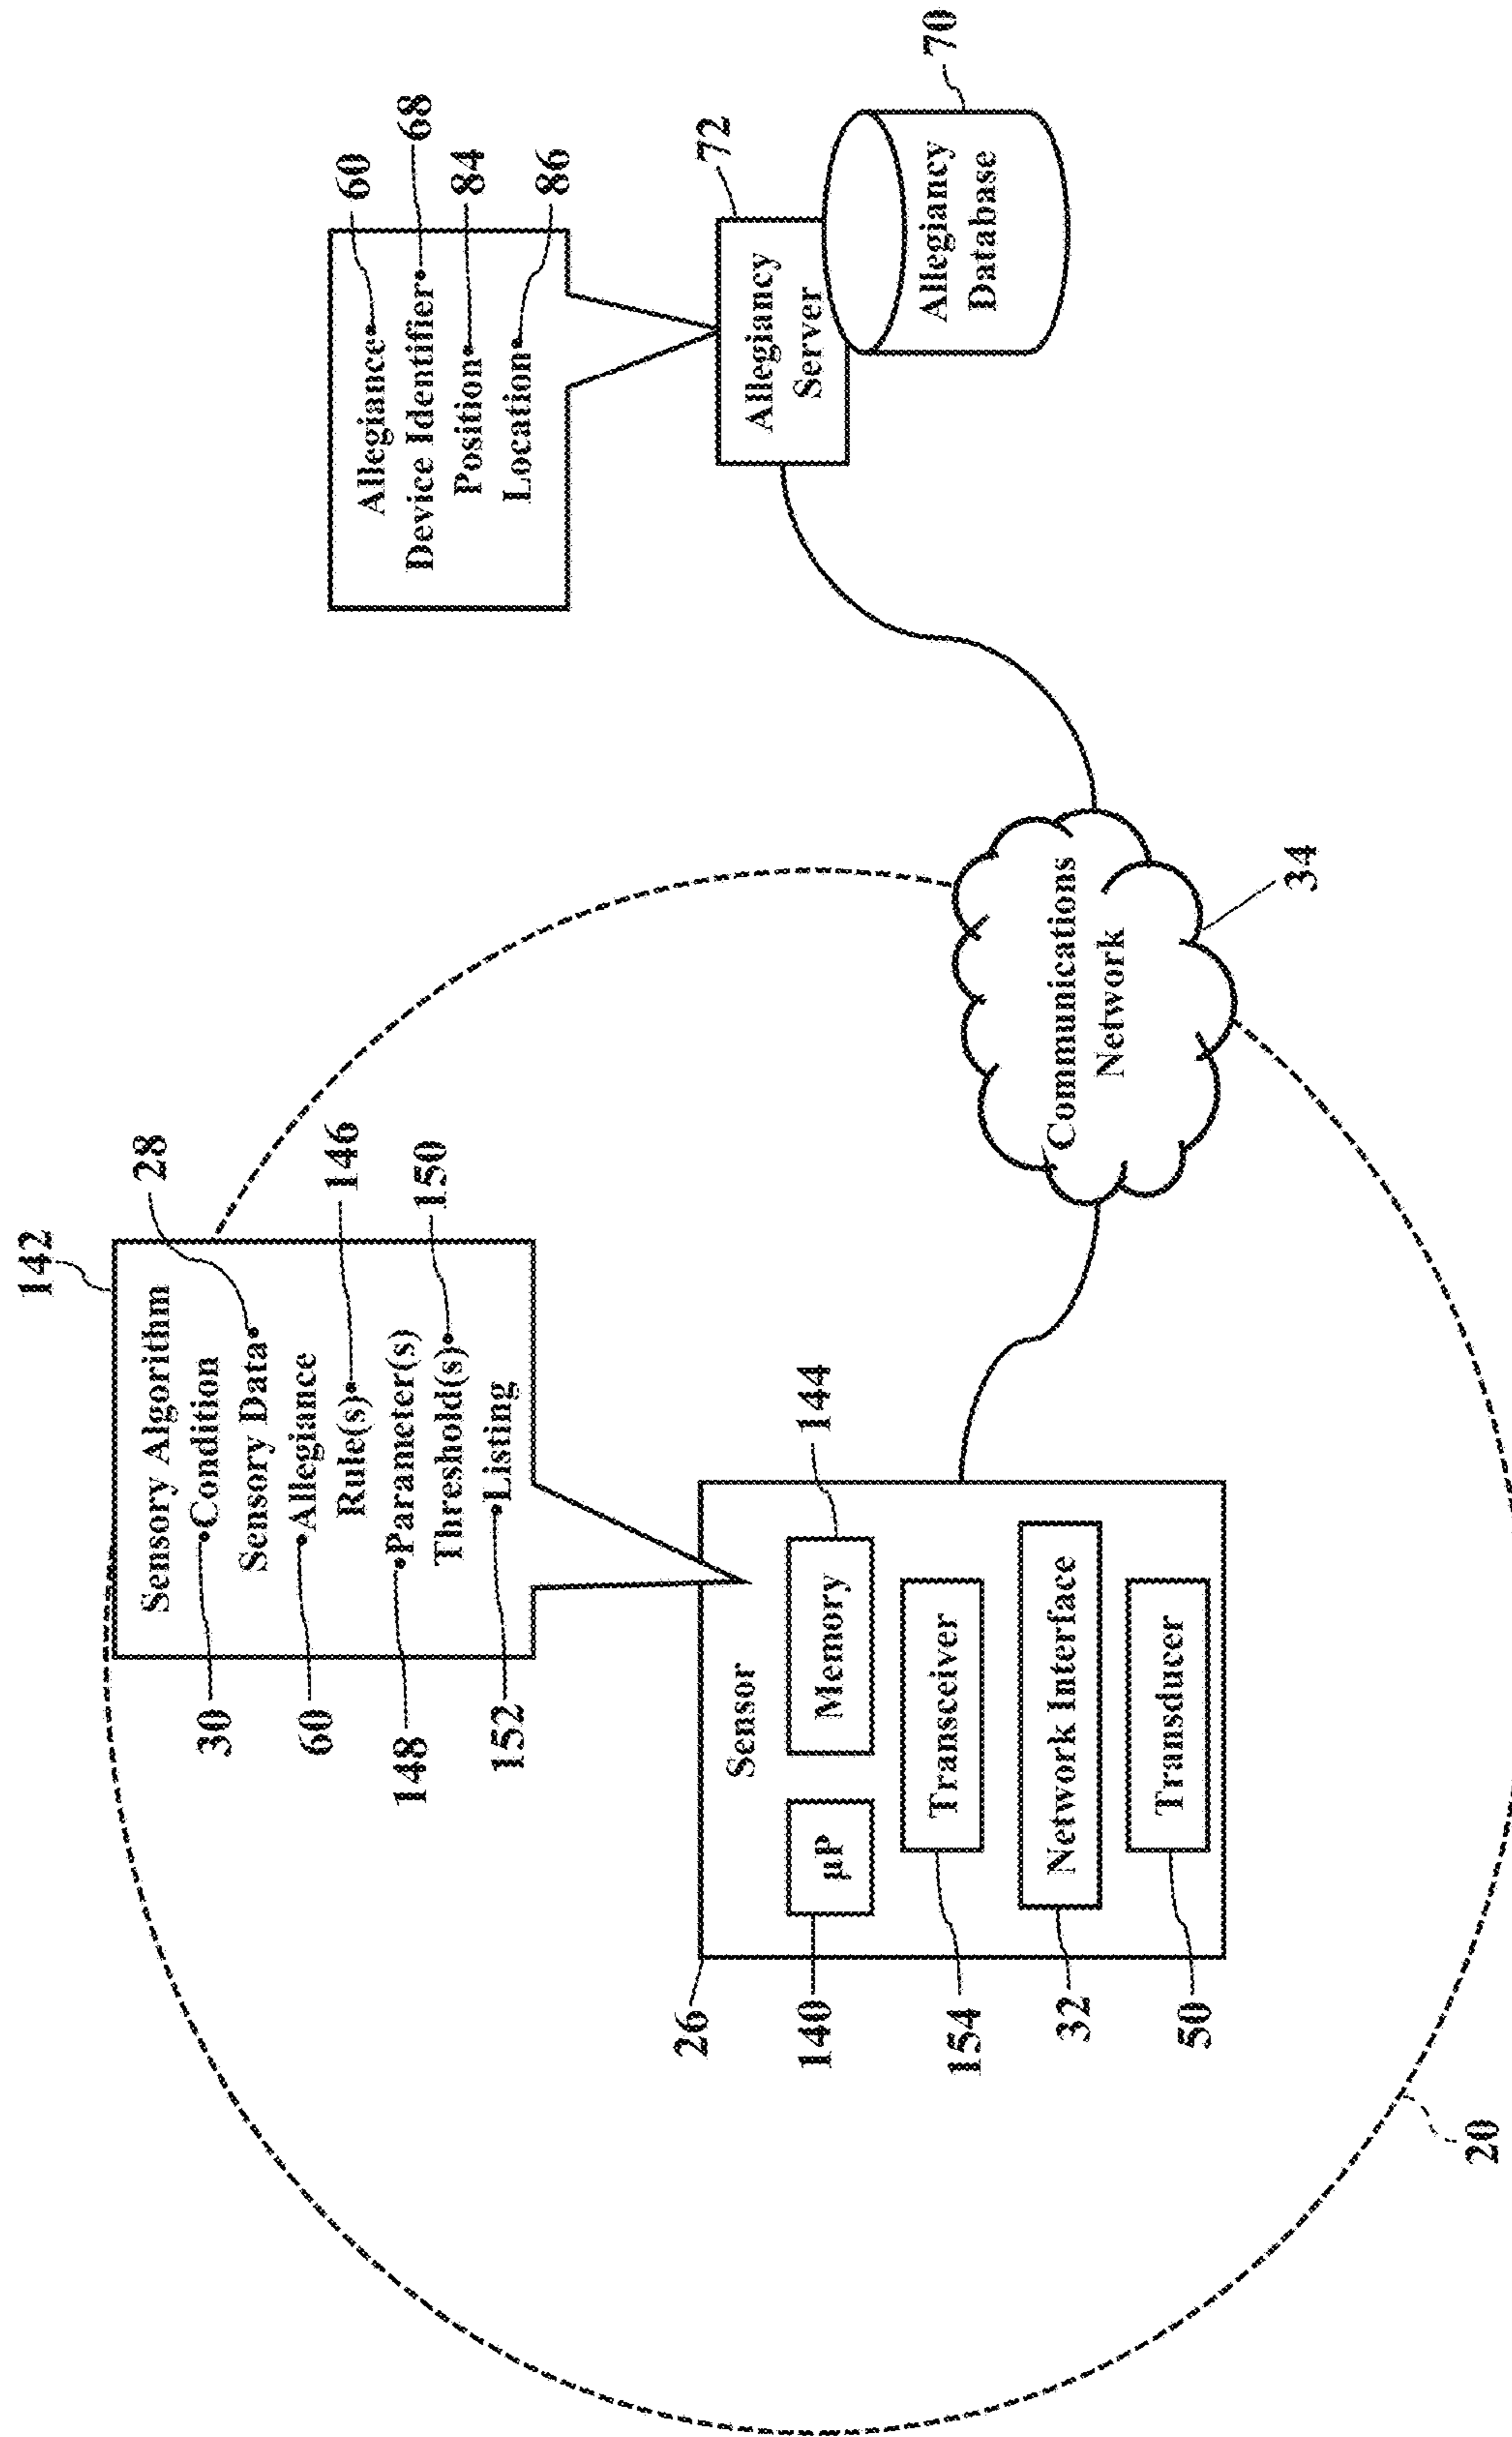 142
Sensory Algorithm
28
30
Condition
Sensory Data
60
Allegiance
Rule(s)
146
148
Parameter(s)
Threshold(s)
150
152
Listing
60
Allegiance
68
Device Identifier
84
Position
86
Location
26
Sensor
140
µP
Memory
144
154
Transceiver
32
Network Interface
50
Transducer
20
Communications
Network
34
72
Allegiancy
Server
70
Allegiancy
Database